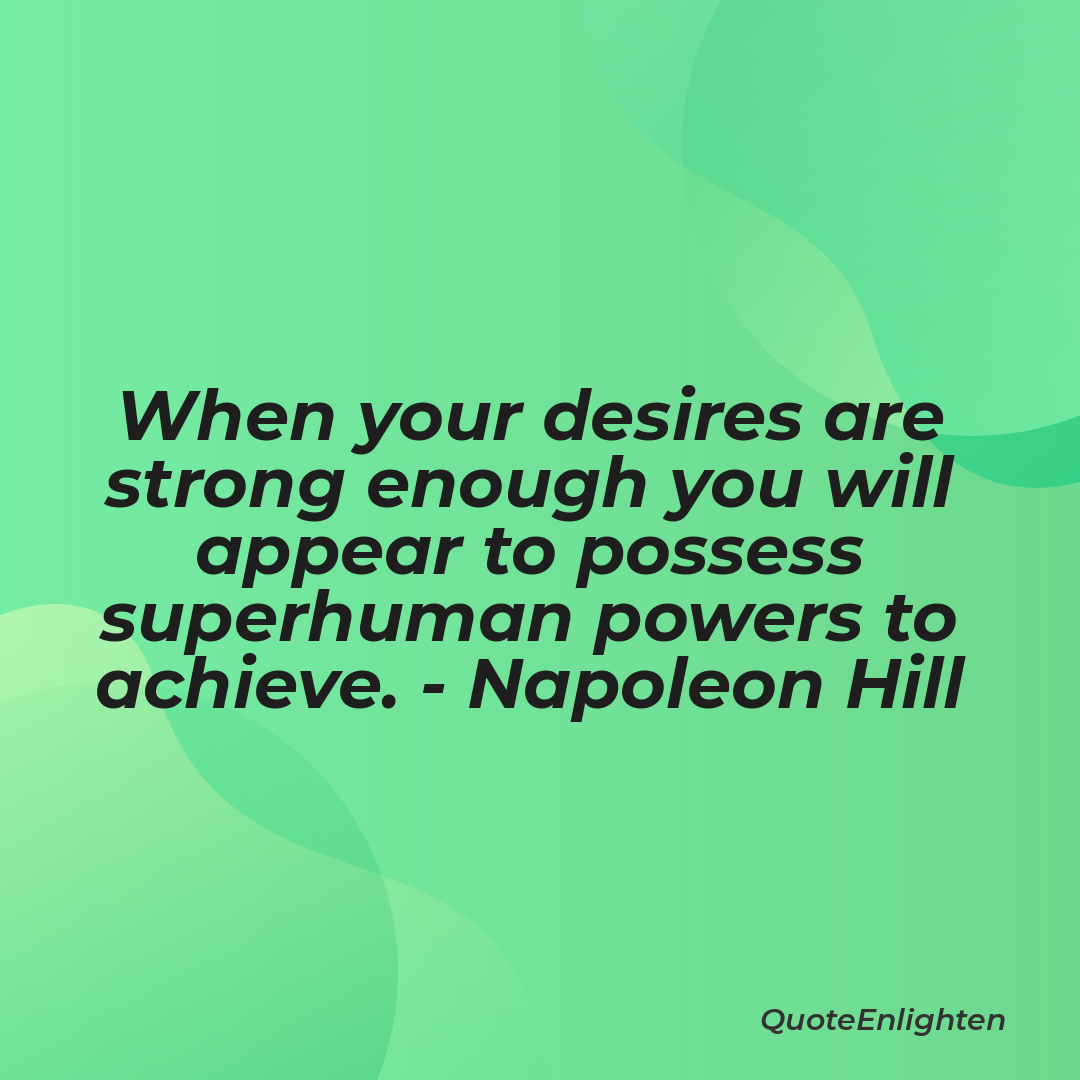 When your desires are
strong enough you will
appear to possess
superhuman powers to
achieve. - Napoleon Hill
QuoteEnlighten